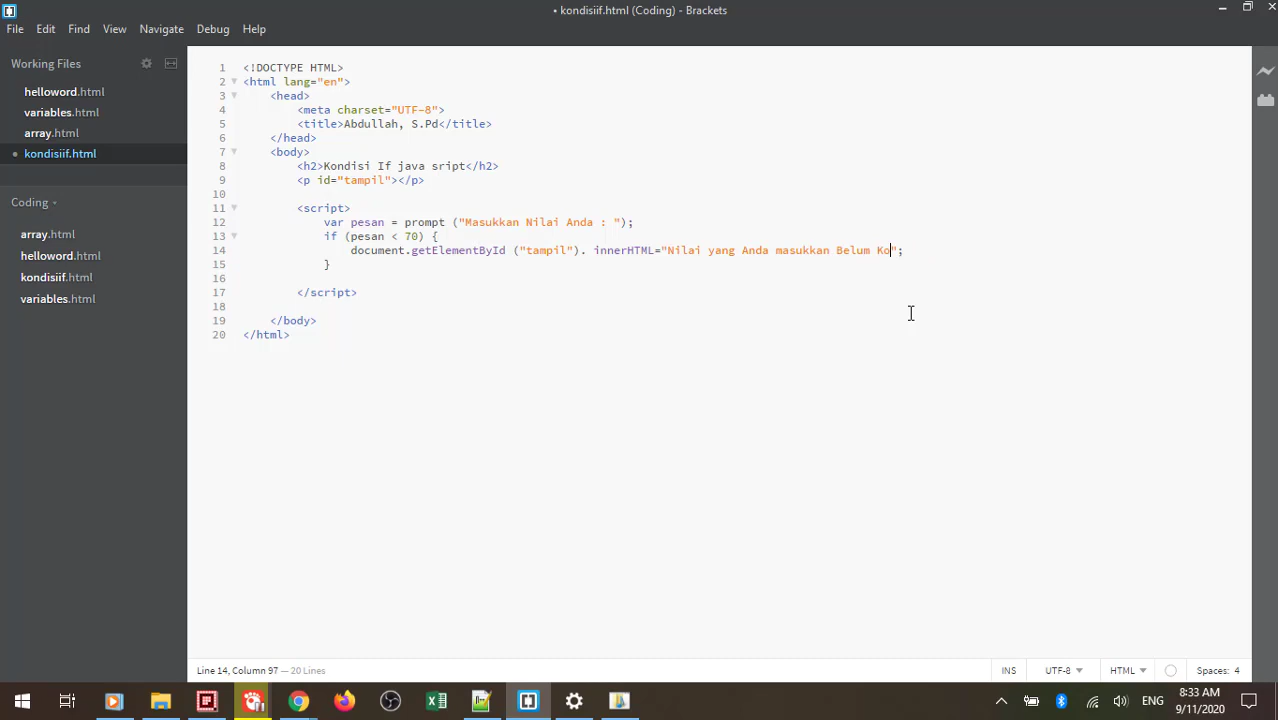 • kondisiif.html (Coding) - Brackets
File Edit Find View Navigate Debug Help
Working Files
helloword.html
variables.html
array.html
• kondisiif.html
Coding
array.html
helloword.html
kondisiif.html
variables.html
1 <!DOCTYPE HTML>
2 <html lang="en">
3 <head>
4 <meta charset="UTF-8">
5 <title>Abdullah, S.Pd</title>
6 </head>
7 <body>
8 <h2>Kondisi If java sript</h2>
9 <p id="tampil"></p>
10
11 <script>
12 var pesan = prompt ("Masukkan Nilai Anda : ");
13 if (pesan < 70) {
14 document.getElementById ("tampil"). innerHTML="Nilai yang Anda masukkan Belum Ko";
15 }
16
17 </script>
18
19 </body>
20 </html>
Line 14, Column 97 — 20 Lines
INS UTF-8 HTML Spaces: 4
ENG
8:33 AM
9/11/2020